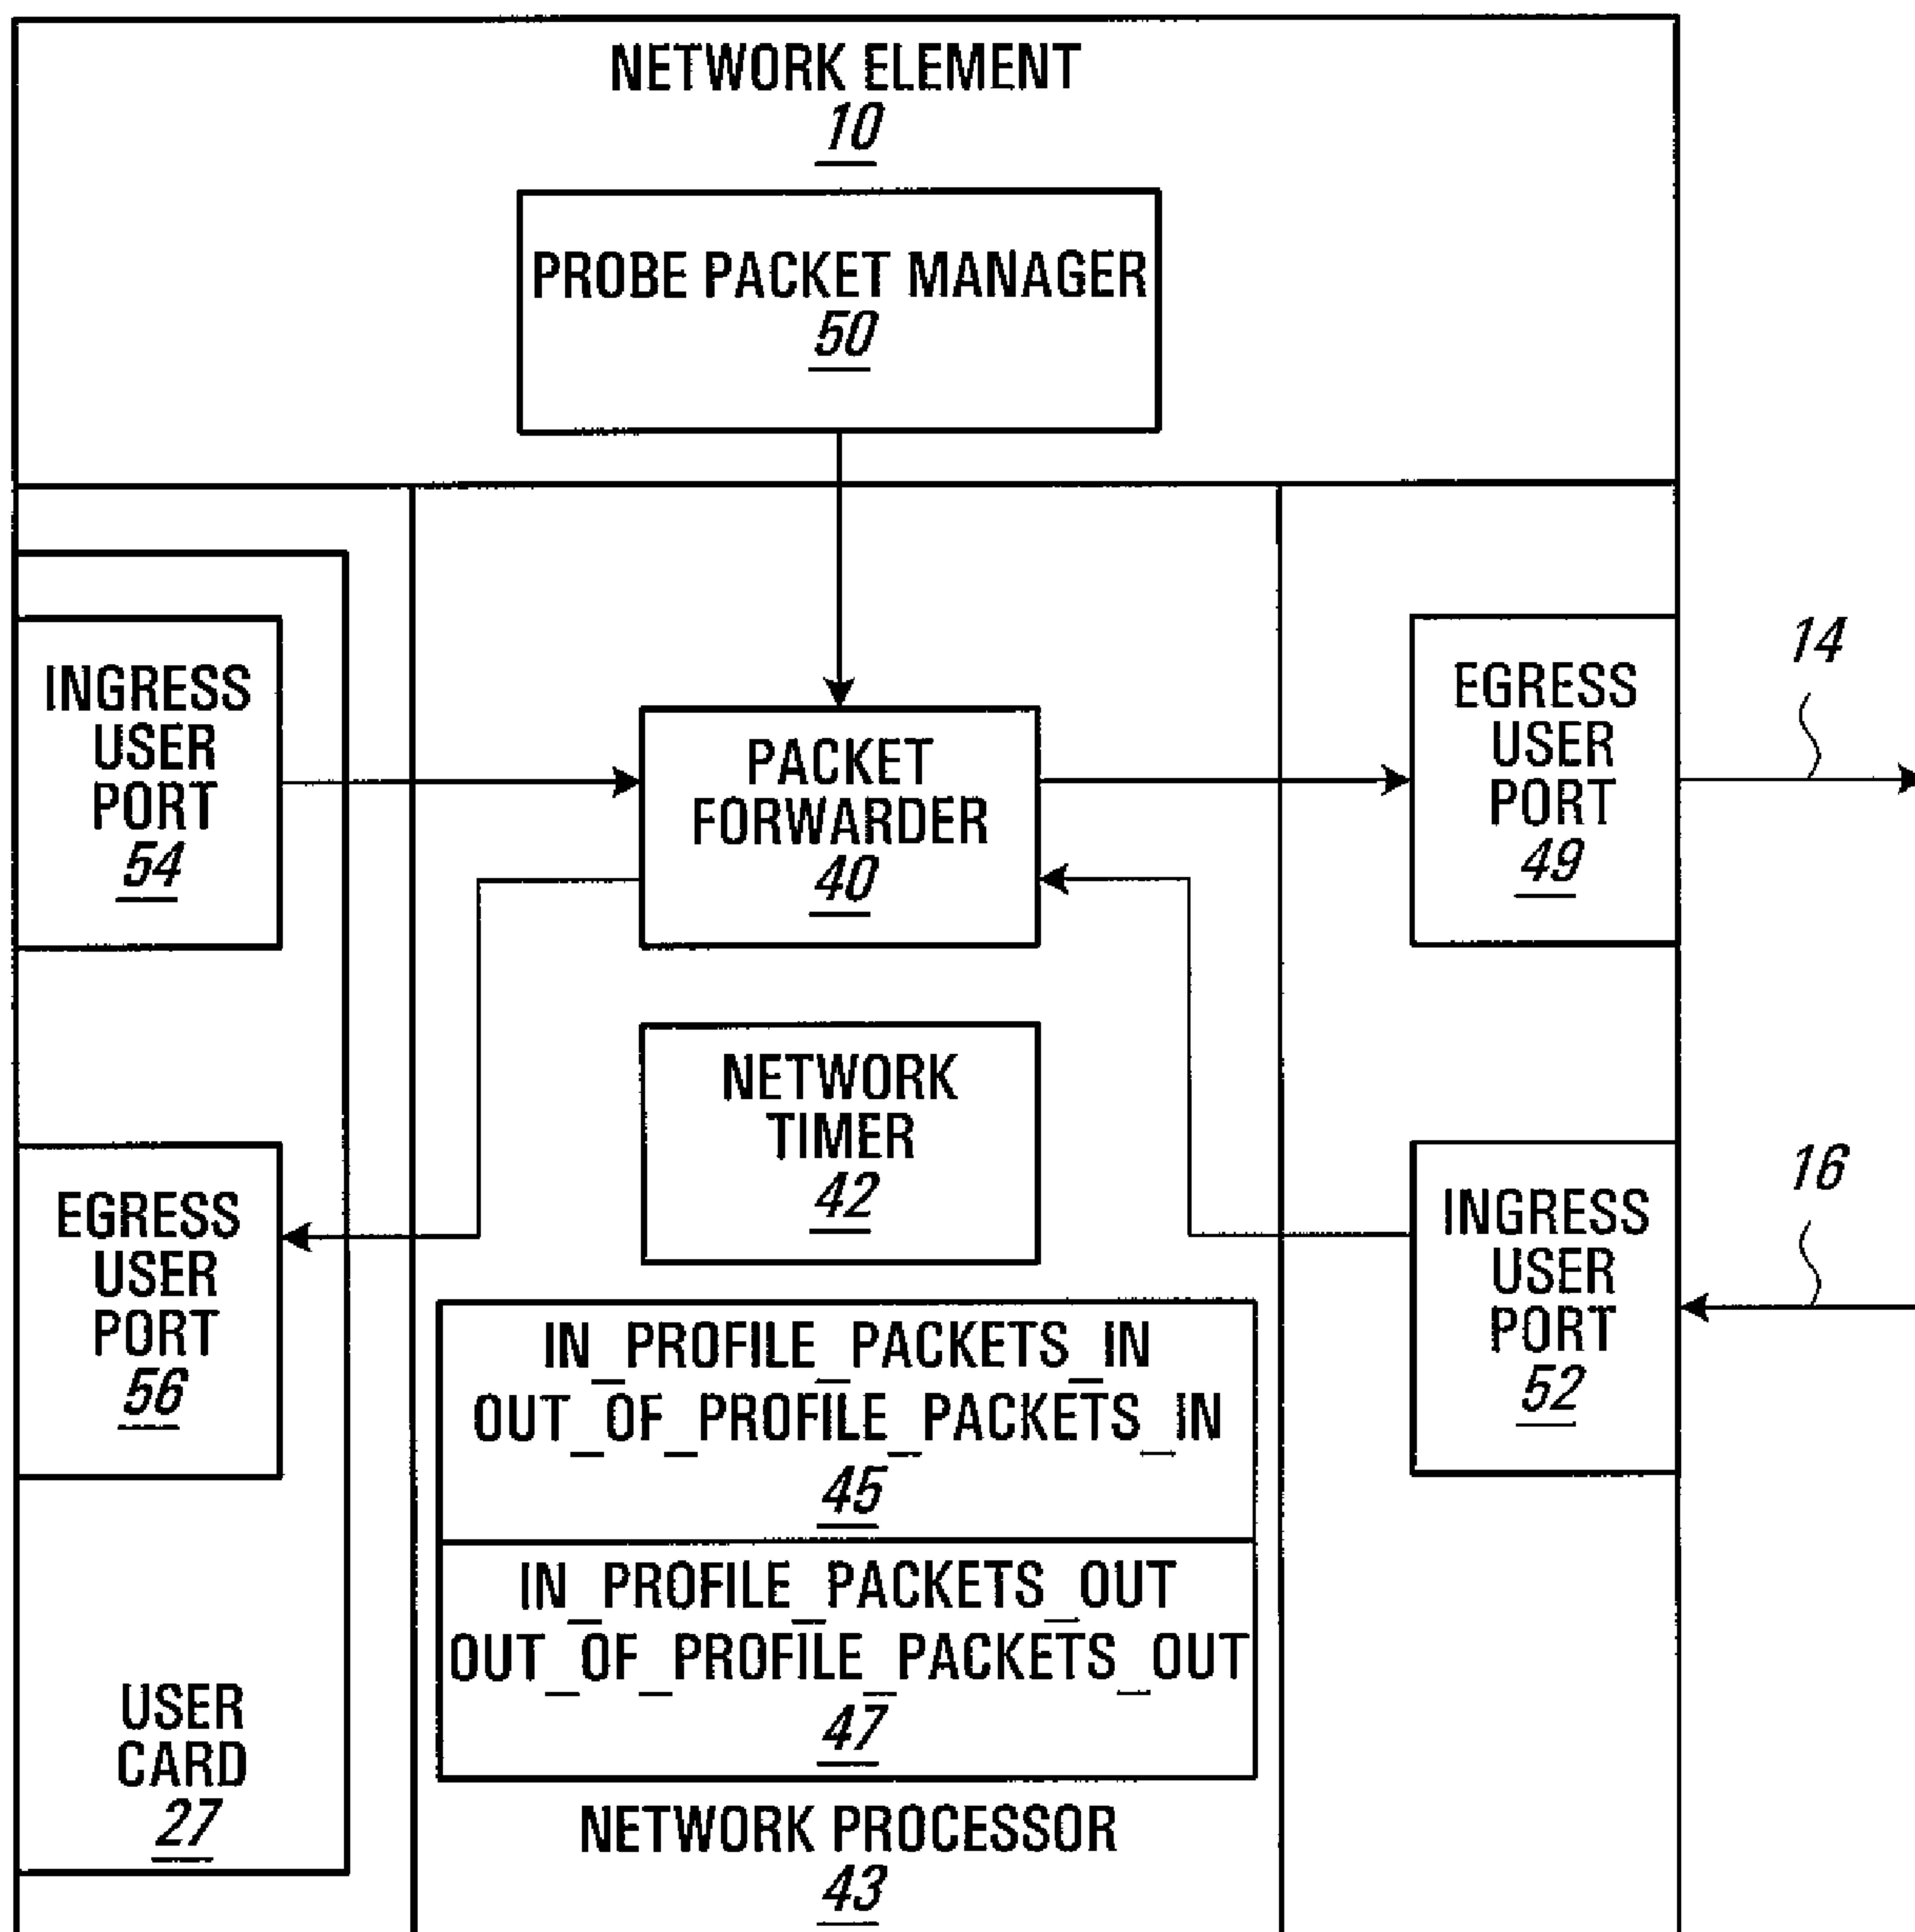 NETWORK ELEMENT
10
PROBE PACKET MANAGER
50
INGRESS
USER
PORT
54
PACKET
FORWARDER
40
EGRESS
USER
PORT
49
14
NETWORK
TIMER
42
EGRESS
USER
PORT
56
INGRESS
USER
PORT
52
16
IN_PROFILE_PACKETS_IN
OUT_OF_PROFILE_PACKETS_IN
45
IN_PROFILE_PACKETS_OUT
OUT_OF_PROFILE_PACKETS_OUT
47
USER
CARD
27
NETWORK PROCESSOR
43